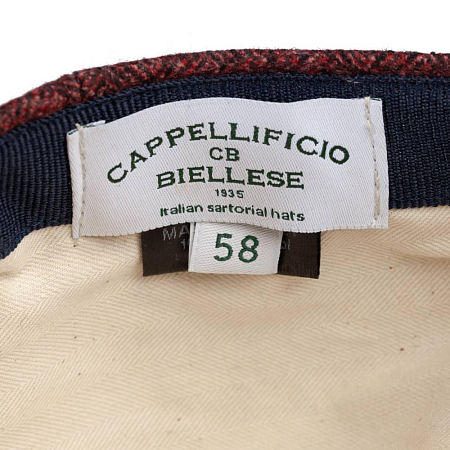 CAPPELLIFICIO
CB
BIELLESE
1935
Italian sartorial hats
58